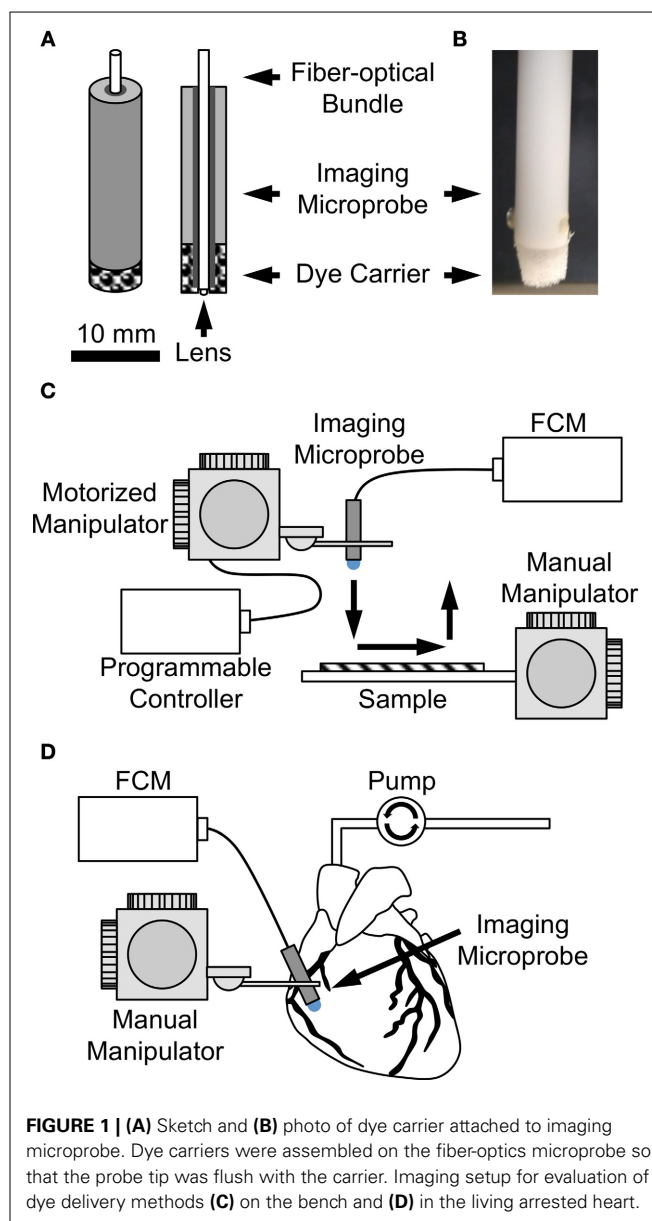 A
B
Fiber-optical
Bundle
Imaging
Microprobe
Dye Carrier
10 mm
Lens
C
Imaging
Microprobe
FCM
Motorized
Manipulator
Manual
Manipulator
Programmable
Controller
Sample
D
FCM
Pump
Imaging
Microprobe
Manual
Manipulator
FIGURE 1 | (A) Sketch and (B) photo of dye carrier attached to imaging
microprobe. Dye carriers were assembled on the fiber-optics microprobe so
that the probe tip was flush with the carrier. Imaging setup for evaluation of
dye delivery methods (C) on the bench and (D) in the living arrested heart.